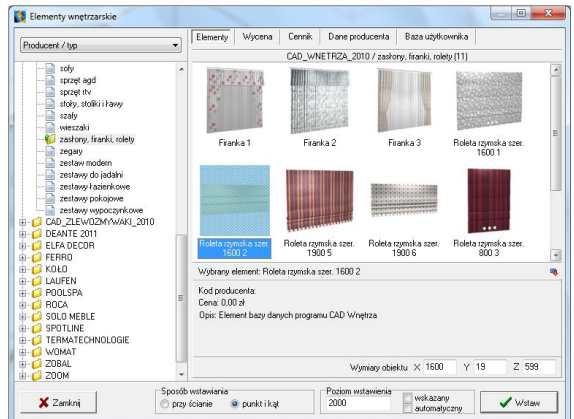 Elementy wnętrzarskie
Producent / typ
sofy
sprzęt agd
sprzęt rtv
stoły, stoliki i ławy
szafy
wieszaki
zasłony, firanki, rolety
zegary
zestaw modern
zestawy do jadalni
zestawy łazienkowe
zestawy pokojowe
zestawy wypoczynkowe
CAD_ZLEWOZMYWAKI_2010
DEANTE 2011
ELFA DECOR
FERRO
KOŁO
LAUFEN
POOLSPA
ROCA
SOLO MEBLE
SPOTLINE
TERMATECHNOLOGIE
WOMAT
ZOBAL
ZOOM
Elementy Wycena Cennik Dane producenta Baza użytkownika
CAD_WNETRZA_2010 / zasłony, firanki, rolety (11)
Firanka 1
Firanka 2
Firanka 3
Roleta rzymska szer. 1600 1
Roleta rzymska szer. 1600 2
Roleta rzymska szer. 1900 5
Roleta rzymska szer. 1900 6
Roleta rzymska szer. 800 3
Wybrany element: Roleta rzymska szer. 1600 2
Kod producenta:
Cena: 0,00 zł
Opis: Element bazy danych programu CAD Wnętrza
Wymiary obiektu X 1600 Y 19 Z 599
Zamknij
Sposób wstawiania
przy ścianie punkt i kąt
Poziom wstawienia
2000
wskazany
automatyczny
Wstaw